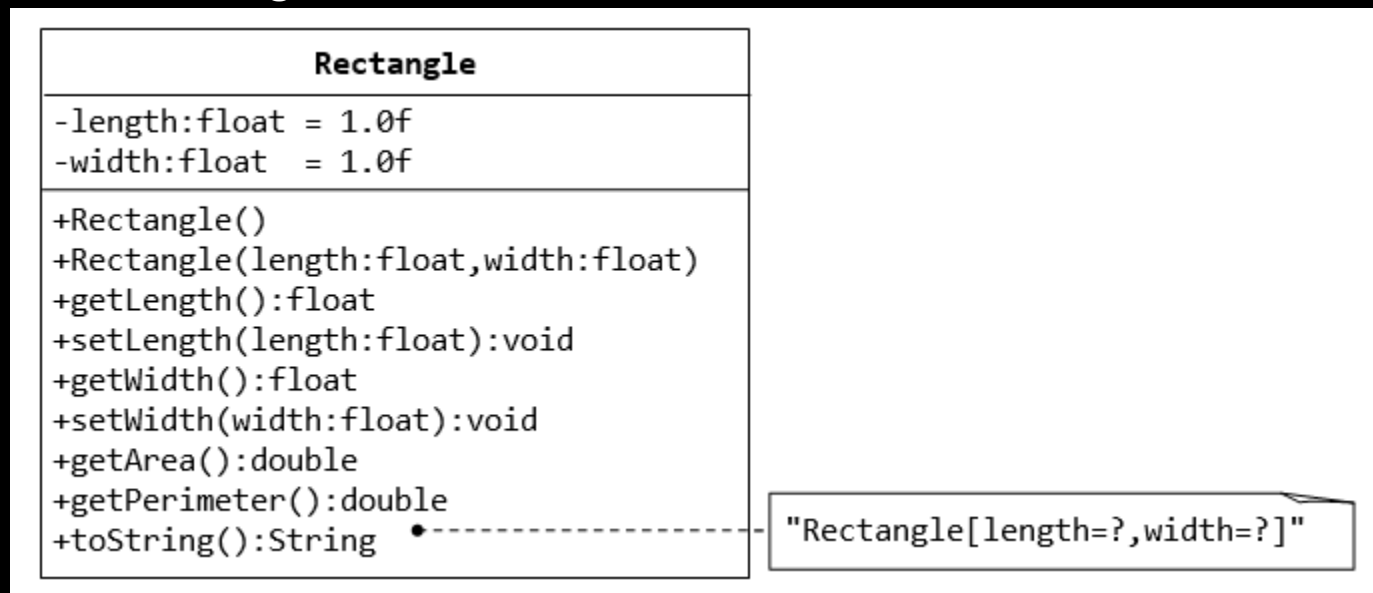 Rectangle
-length:float = 1.0f
-width:float  = 1.0f
+Rectangle()
+Rectangle(length:float,width:float)
+getLength():float
+setLength(length:float):void
+getWidth():float
+setWidth(width:float):void
+getArea():double
+getPerimeter():double
+toString():String
"Rectangle[length=?,width=?]"